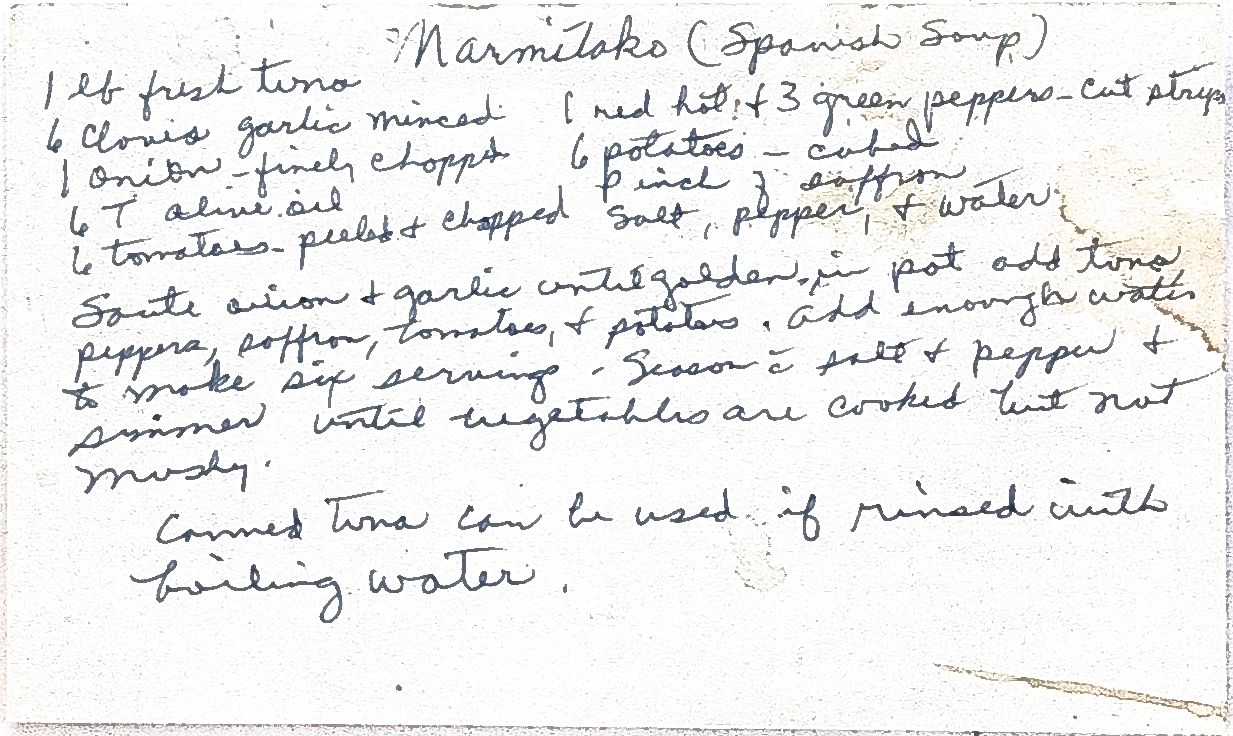 Marmitako (Spanish Soup)
1 lb fresh tuna
6 Cloves garlic minced
1 red hot & 3 green peppers - cut strips
1 onion - finely chopped
6 potatoes - cubed
6 T olive oil
Pinch of saffron
6 tomatoes - peeled & chopped
Salt, pepper, & water
Saute onion & garlic until golden. in pot add tuna
peppers, saffron, tomatoes, & potatoes. Add enough water
to make six servings. Season c̄ salt & pepper &
simmer until vegetables are cooked but not
mushy.
Canned tuna can be used if rinsed with
boiling water.